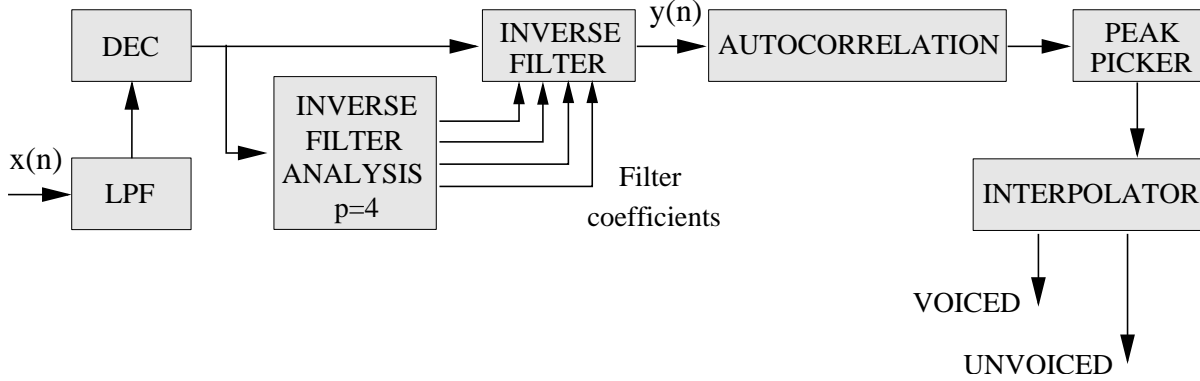 DEC
INVERSE
FILTER
y(n)
AUTOCORRELATION
PEAK
PICKER
INVERSE
FILTER
ANALYSIS
p=4
x(n)
LPF
Filter
coefficients
INTERPOLATOR
VOICED
UNVOICED